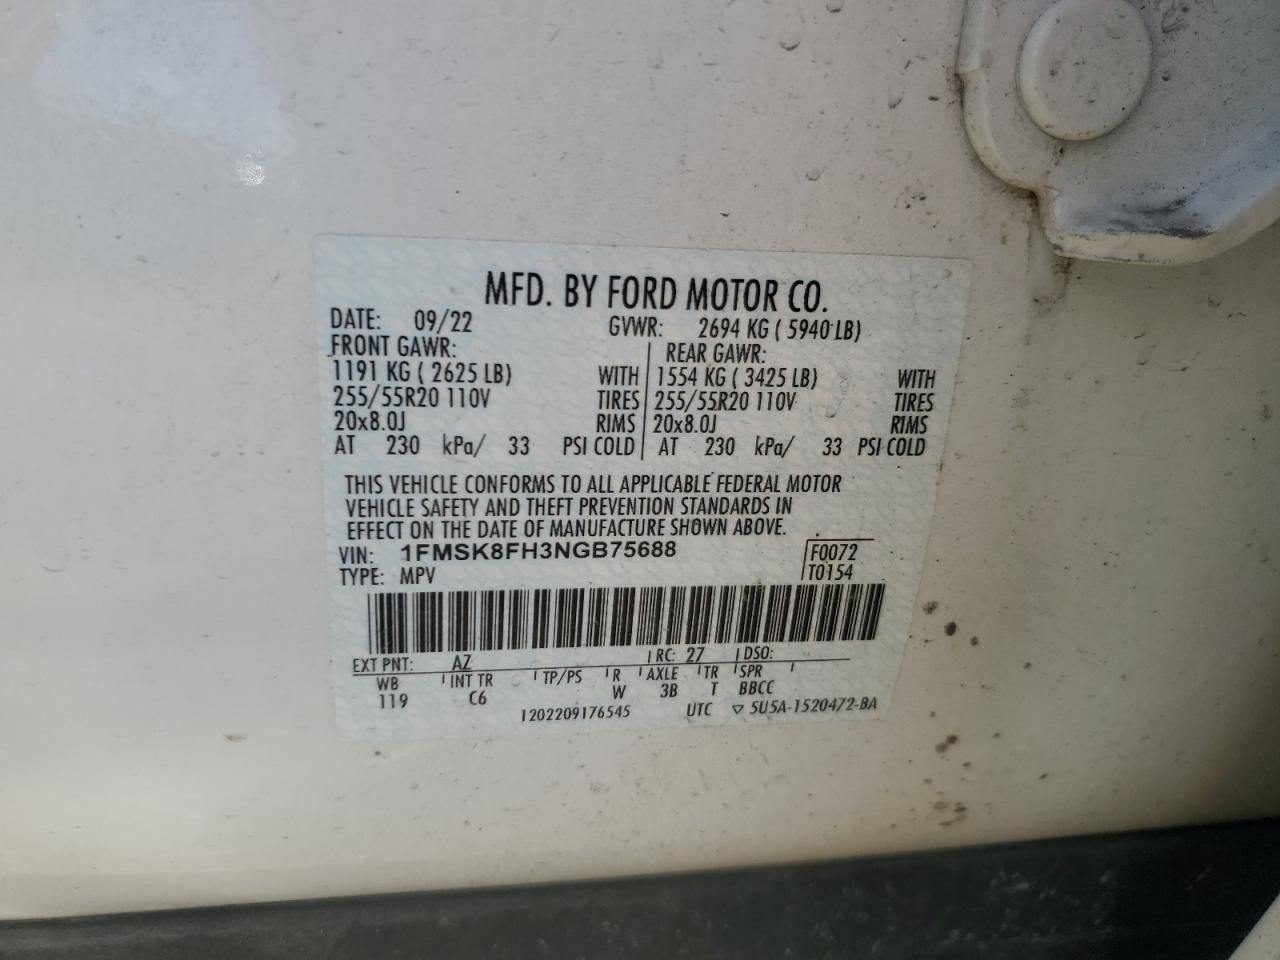 MFD. BY FORD MOTOR CO.
DATE: 09/22 GVWR: 2694 KG ( 5940 LB)
FRONT GAWR: REAR GAWR:
1191 KG ( 2625 LB) WITH 1554 KG ( 3425 LB) WITH
255/55R20 110V TIRES 255/55R20 110V TIRES
20x8.0J RIMS 20x8.0J RIMS
AT 230 kPa/ 33 PSI COLD AT 230 kPa/ 33 PSI COLD
THIS VEHICLE CONFORMS TO ALL APPLICABLE FEDERAL MOTOR
VEHICLE SAFETY AND THEFT PREVENTION STANDARDS IN
EFFECT ON THE DATE OF MANUFACTURE SHOWN ABOVE.
VIN: 1FMSK8FH3NGB75688 F0072
TYPE: MPV T0154
EXT PNT: AZ RC: 27 DSO:
WB INT TR TP/PS R AXLE TR SPR
119 C6 W 3B T BBCC
1202209176545 UTC ▽ 5U5A-1520472-BA